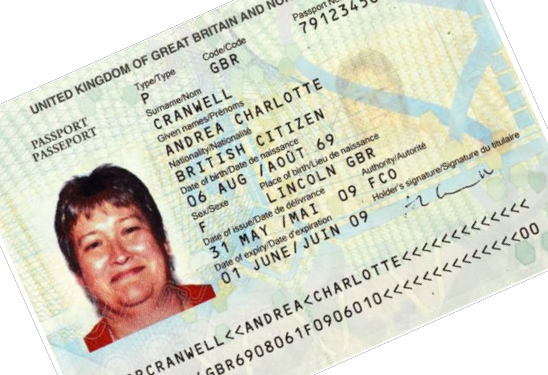 UNITED KINGDOM OF GREAT BRITAIN AND
PASSPORT
PASSEPORT
Type/Type
P
Code/Code
GBR
Passport
79123456
Surname/Nom
CRANWELL
Given names/Prénoms
ANDREA CHARLOTTE
Nationality/Nationalité
BRITISH CITIZEN
Date of birth/Date de naissance
06 AUG /AOÛT 69
Sex/Sexe
F
Place of birth/Lieu de naissance
LINCOLN GBR
Date of issue/Date de délivrance
31 MAY /MAI 09
Authority/Autorité
FCO
Date of expiry/Date d'expiration
01 JUNE/JUIN 09
Holder's signature/Signature du titulaire
RCRANWELL<<ANDREA<CHARLOTTE<<<<<<<<<<<<<
GBR6908061F0906010<<<<<<<<<<<<<<00